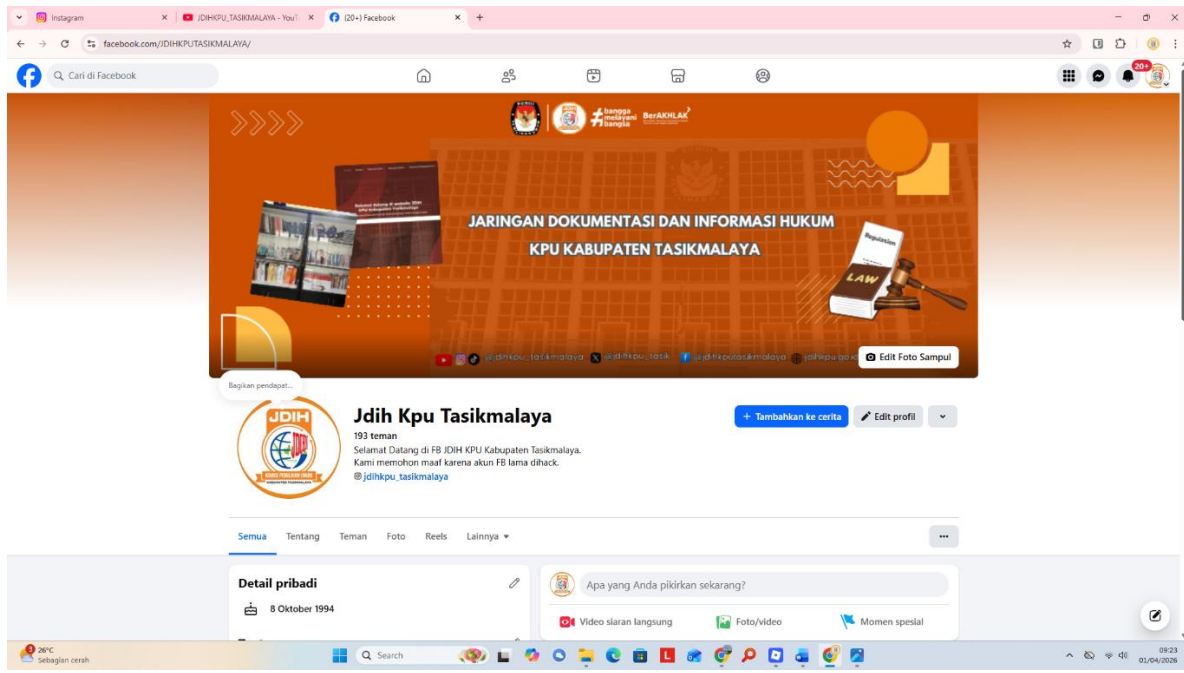 Instagram
JDIHKPU_TASIKMALAYA - YouT
(20+) Facebook
facebook.com/JDIHKPUTASIKMALAYA/
Cari di Facebook
20+
#bangga melayani bangsa
BerAKHLAK
JARINGAN DOKUMENTASI DAN INFORMASI HUKUM
KPU KABUPATEN TASIKMALAYA
Regulation
LAW
@jdihkpu_tasikmalaya
@jdihkpu_tasik
@jdihkputasikmalaya
Edit Foto Sampul
Bagikan pendapat...
JDIH
Jdih Kpu Tasikmalaya
193 teman
Selamat Datang di FB JDIH KPU Kabupaten Tasikmalaya.
Kami memohon maaf karena akun FB lama dihack.
jdihkpu_tasikmalaya
+ Tambahkan ke cerita
Edit profil
Semua Tentang Teman Foto Reels Lainnya
Detail pribadi
8 Oktober 1994
Apa yang Anda pikirkan sekarang?
Video siaran langsung
Foto/video
Momen spesial
26°C
Sebagian cerah
Search
09:23
01/04/2026